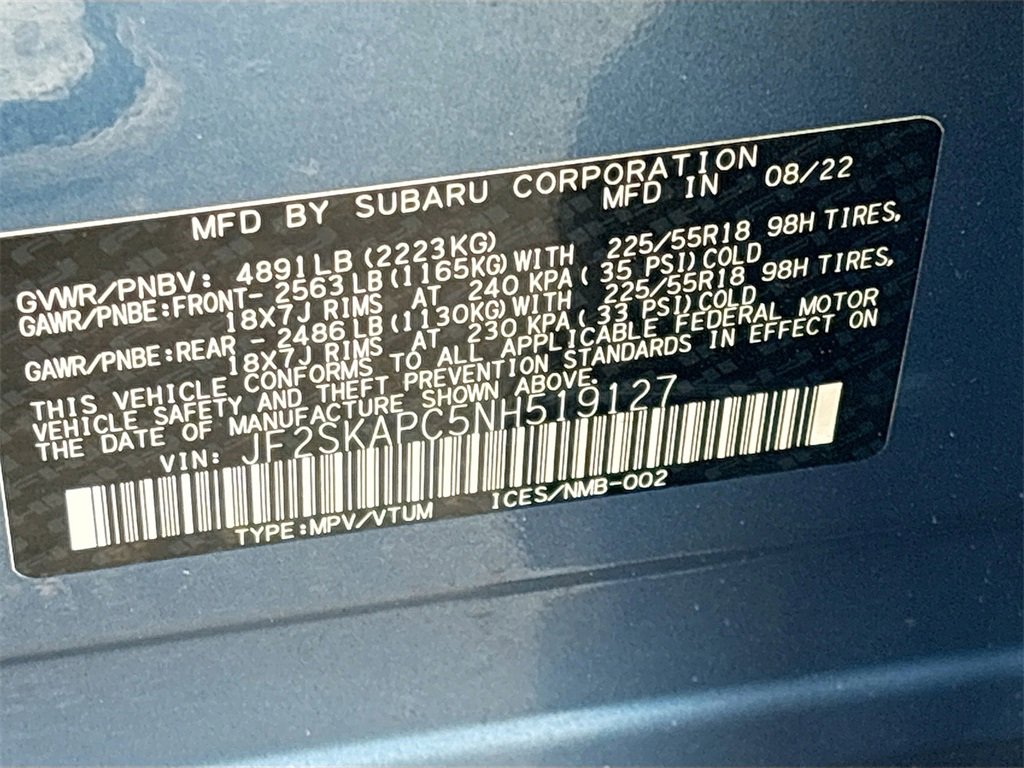 MFD BY SUBARU CORPORATION
MFD IN 08/22
GVWR/PNBV: 4891LB(2223KG)
GAWR/PNBE:FRONT- 2563LB(1165KG)WITH 225/55R18 98H TIRES,
18X7J RIMS AT 240 KPA( 35 PSI)COLD
GAWR/PNBE:REAR - 2486LB(1130KG)WITH 225/55R18 98H TIRES,
18X7J RIMS AT 230 KPA( 33 PSI)COLD
THIS VEHICLE CONFORMS TO ALL APPLICABLE FEDERAL MOTOR
VEHICLE SAFETY AND THEFT PREVENTION STANDARDS IN EFFECT ON
THE DATE OF MANUFACTURE SHOWN ABOVE.
VIN: JF2SKAPC5NH519127
TYPE:MPV/VTUM ICES/NMB-002